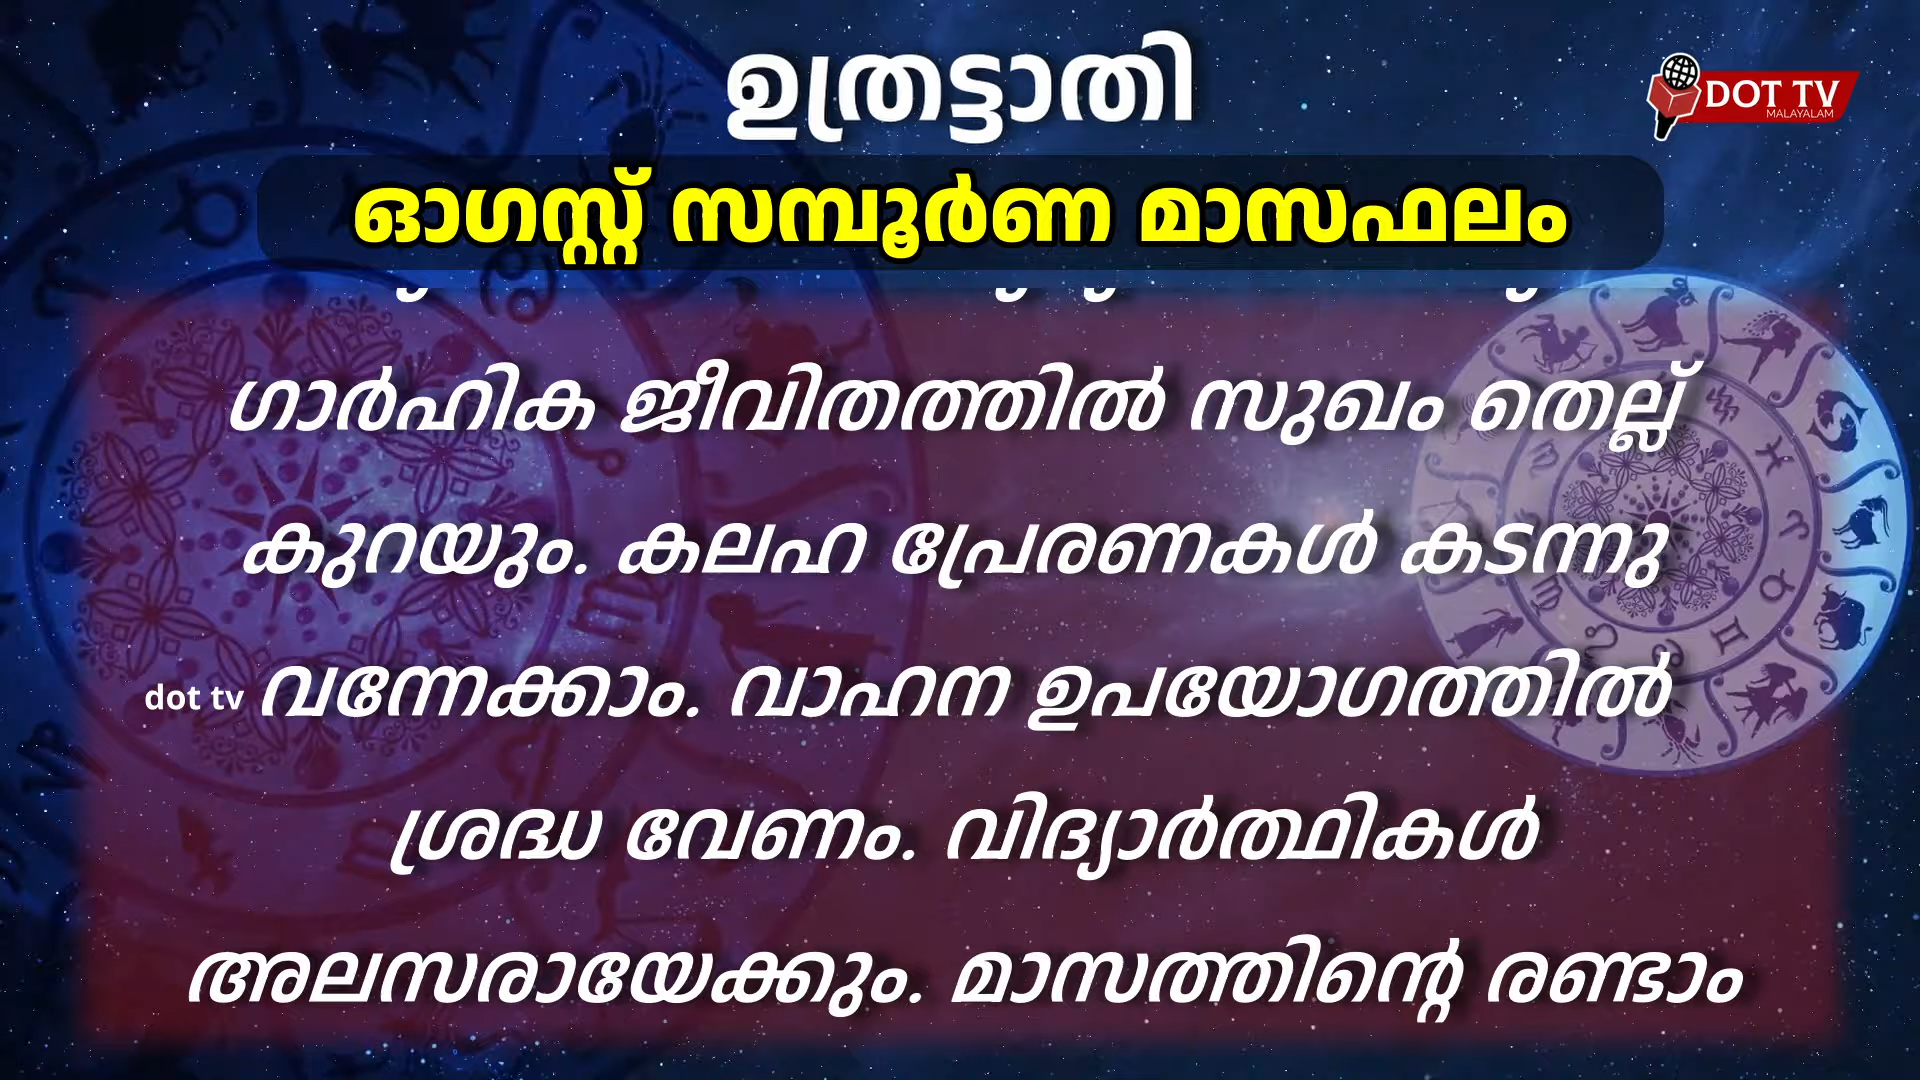 ഉത്രട്ടാതി
DOT TV
MALAYALAM
ഓഗസ്റ്റ് സമ്പൂർണ മാസഫലം
ഗാർഹിക ജീവിതത്തിൽ സുഖം തെല്ല്
കുറയും. കലഹ പ്രേരണകൾ കടന്നു
dot tv വന്നേക്കാം. വാഹന ഉപയോഗത്തിൽ
ശ്രദ്ധ വേണം. വിദ്യാർത്ഥികൾ
അലസരായേക്കും. മാസത്തിന്റെ രണ്ടാം